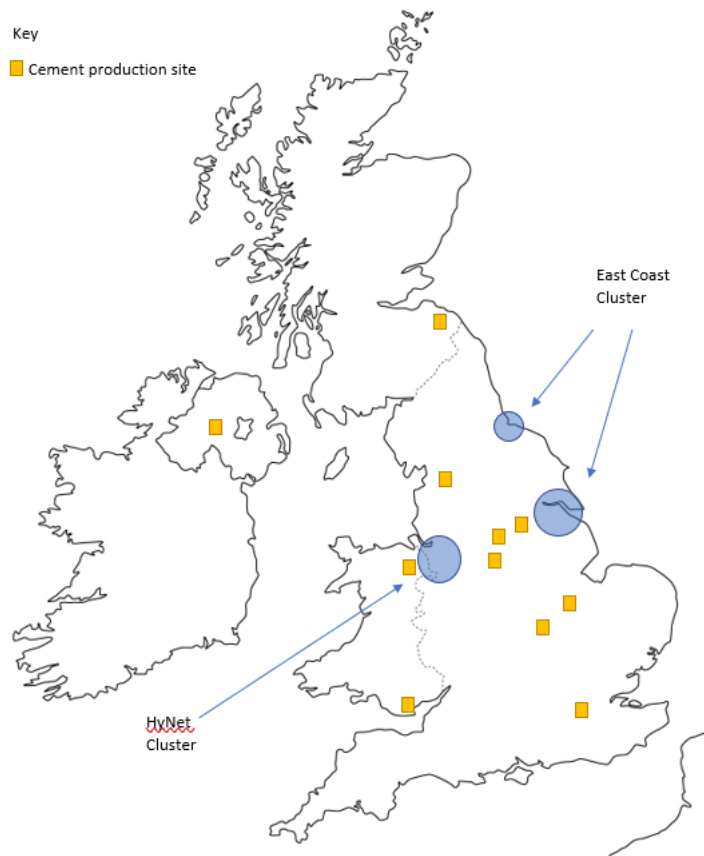 Key
Cement production site
East Coast
Cluster
HyNet
Cluster